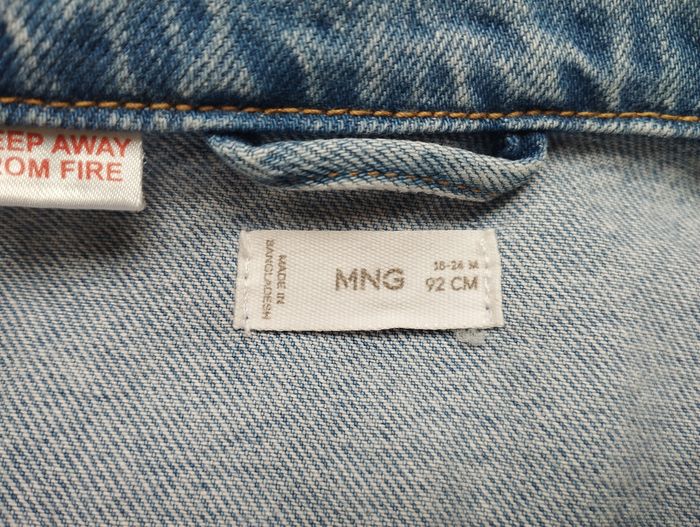 EEP AWAY
ROM FIRE
MADE IN
BANGLADESH
MNG
18-24 M
92 CM